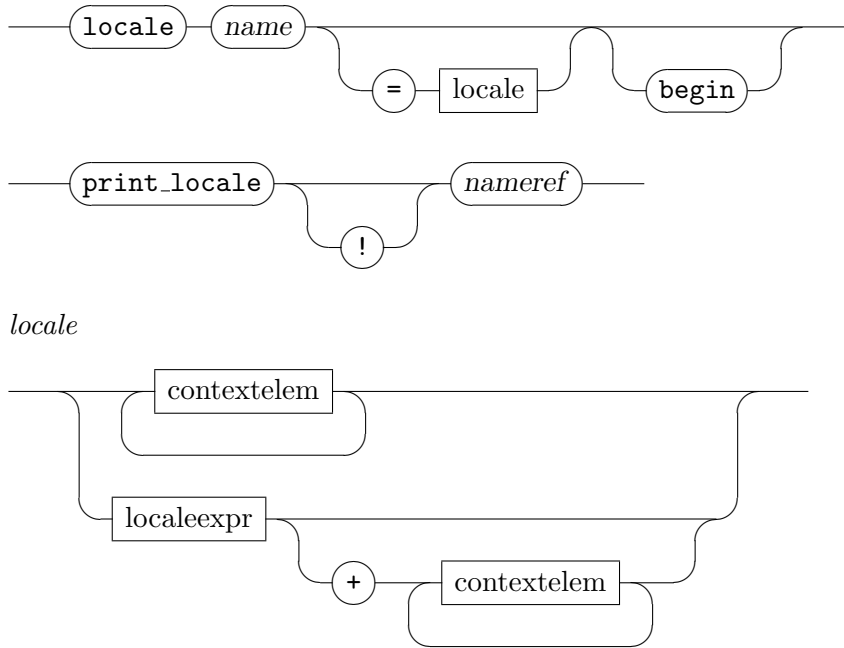 locale name
= locale begin
print_locale nameref
!
locale
contextelem
localeexpr
+ contextelem